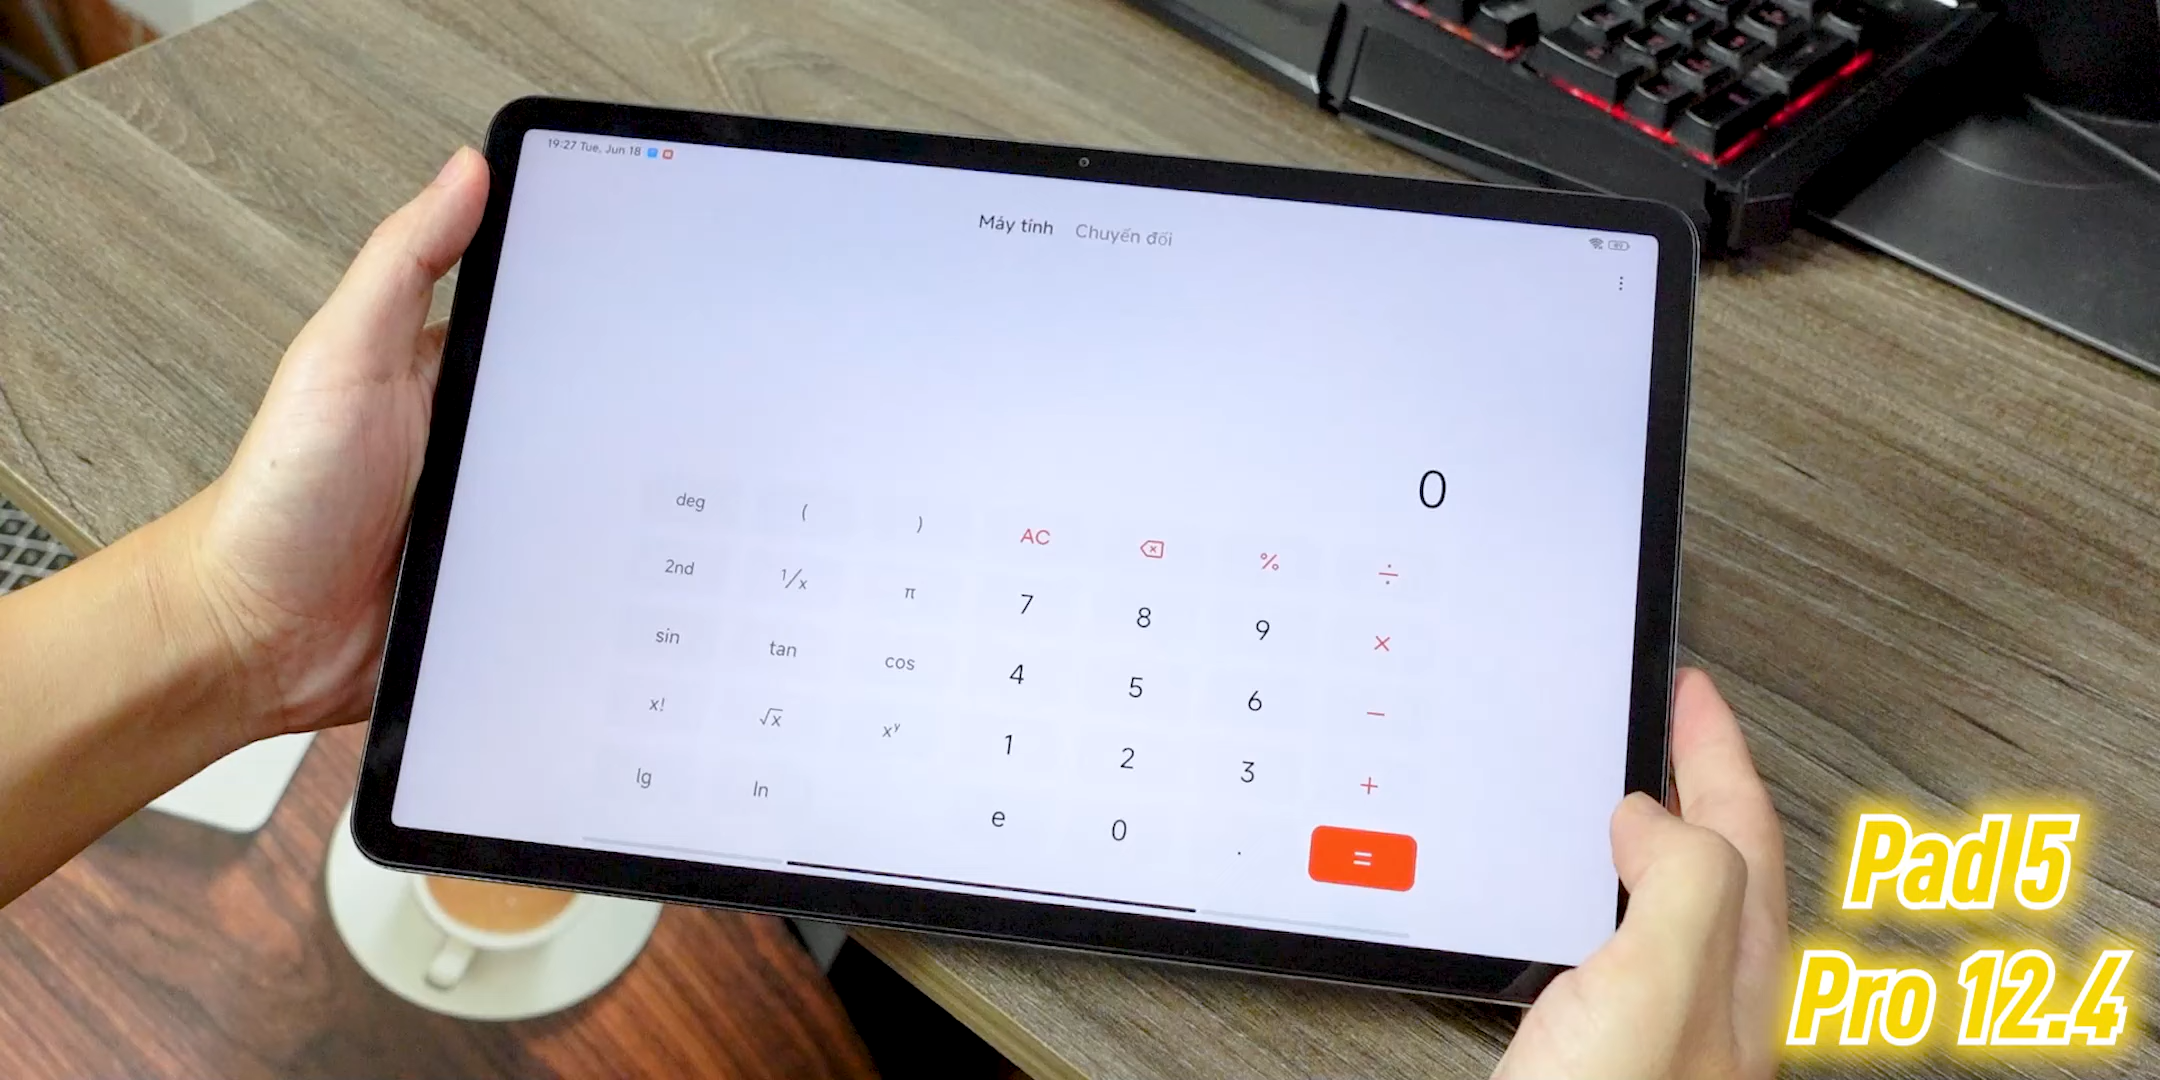 19:27 Tue, Jun 18
Máy tính Chuyển đổi
0
deg ( ) AC % ÷
2nd 1/x π 7 8 9 ×
sin tan cos 4 5 6 −
x! √x xʸ 1 2 3 +
lg ln e 0 . =
Pad 5
Pro 12.4